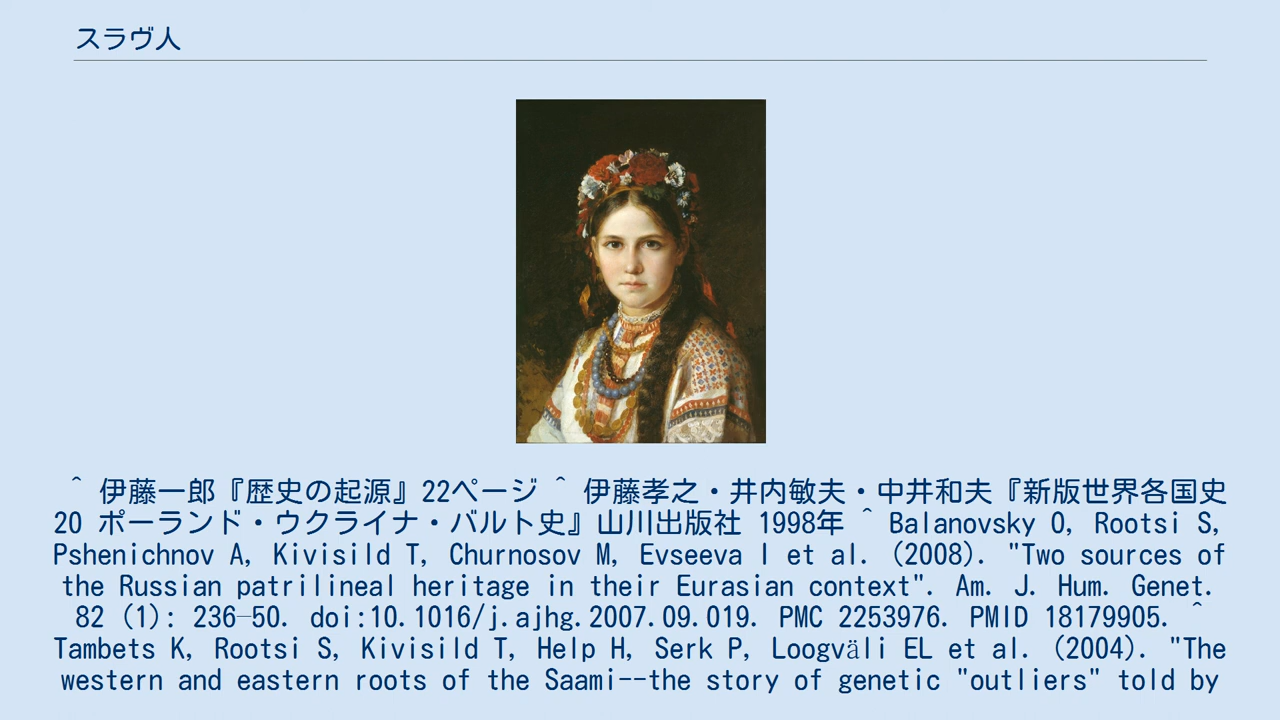 スラヴ人
^ 伊藤一郎『歴史の起源』22ページ ^ 伊藤孝之・井内敏夫・中井和夫『新版世界各国史
20 ポーランド・ウクライナ・バルト史』山川出版社 1998年 ^ Balanovsky O, Rootsi S,
Pshenichnov A, Kivisild T, Churnosov M, Evseeva I et al. (2008). "Two sources of
the Russian patrilineal heritage in their Eurasian context". Am. J. Hum. Genet.
82 (1): 236–50. doi:10.1016/j.ajhg.2007.09.019. PMC 2253976. PMID 18179905. ^
Tambets K, Rootsi S, Kivisild T, Help H, Serk P, Loogväli EL et al. (2004). "The
western and eastern roots of the Saami--the story of genetic "outliers" told by